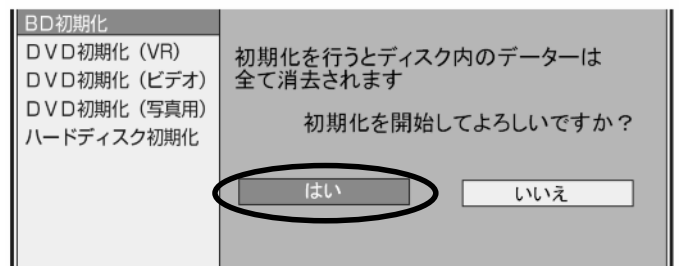 BD初期化
DVD初期化（VR）
DVD初期化（ビデオ）
DVD初期化（写真用）
ハードディスク初期化
初期化を行うとディスク内のデーターは
全て消去されます
初期化を開始してよろしいですか？
はい
いいえ